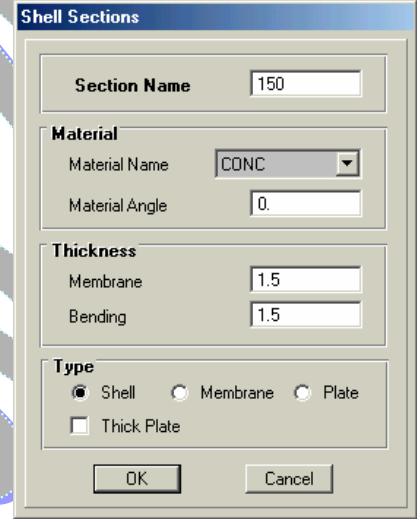 Shell Sections
Section Name 150
Material
Material Name CONC
Material Angle 0.
Thickness
Membrane 1.5
Bending 1.5
Type
Shell Membrane Plate
Thick Plate
OK Cancel